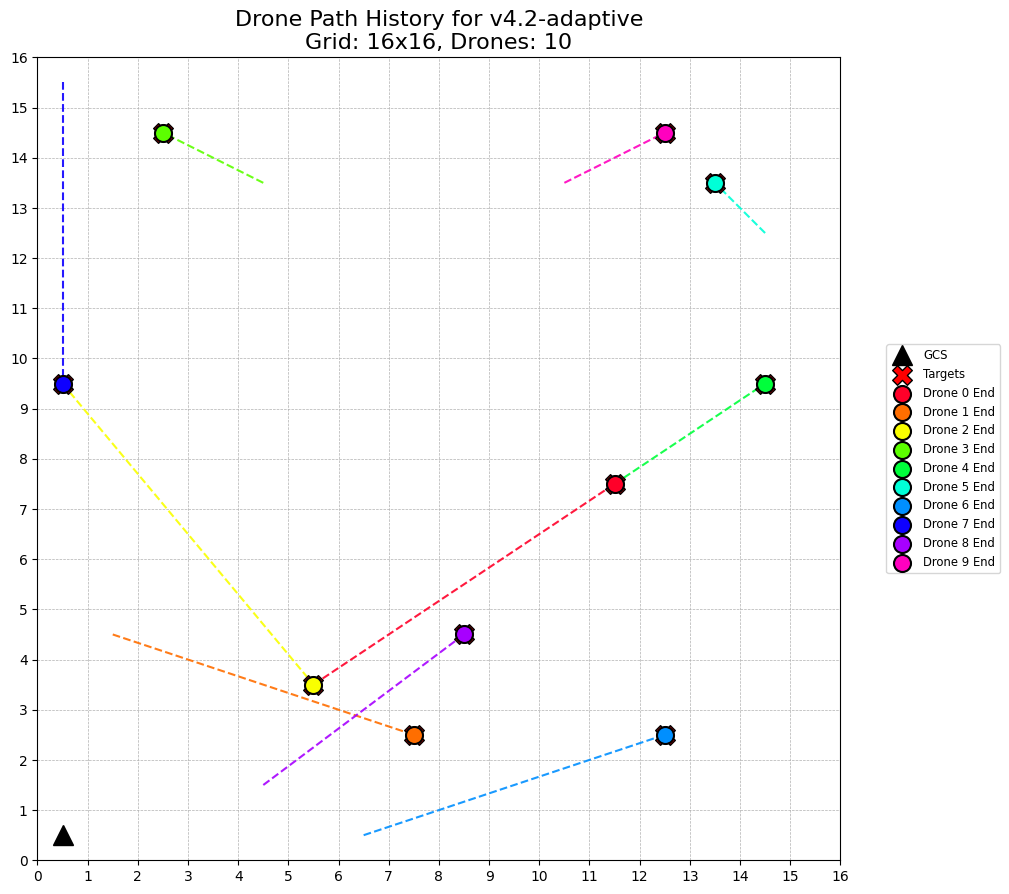 Drone Path History for v4.2-adaptive
Grid: 16x16, Drones: 10
16
15
14
13
12
11
10
9
8
7
6
5
4
3
2
1
0
0 1 2 3 4 5 6 7 8 9 10 11 12 13 14 15 16
GCS
Targets
Drone 0 End
Drone 1 End
Drone 2 End
Drone 3 End
Drone 4 End
Drone 5 End
Drone 6 End
Drone 7 End
Drone 8 End
Drone 9 End